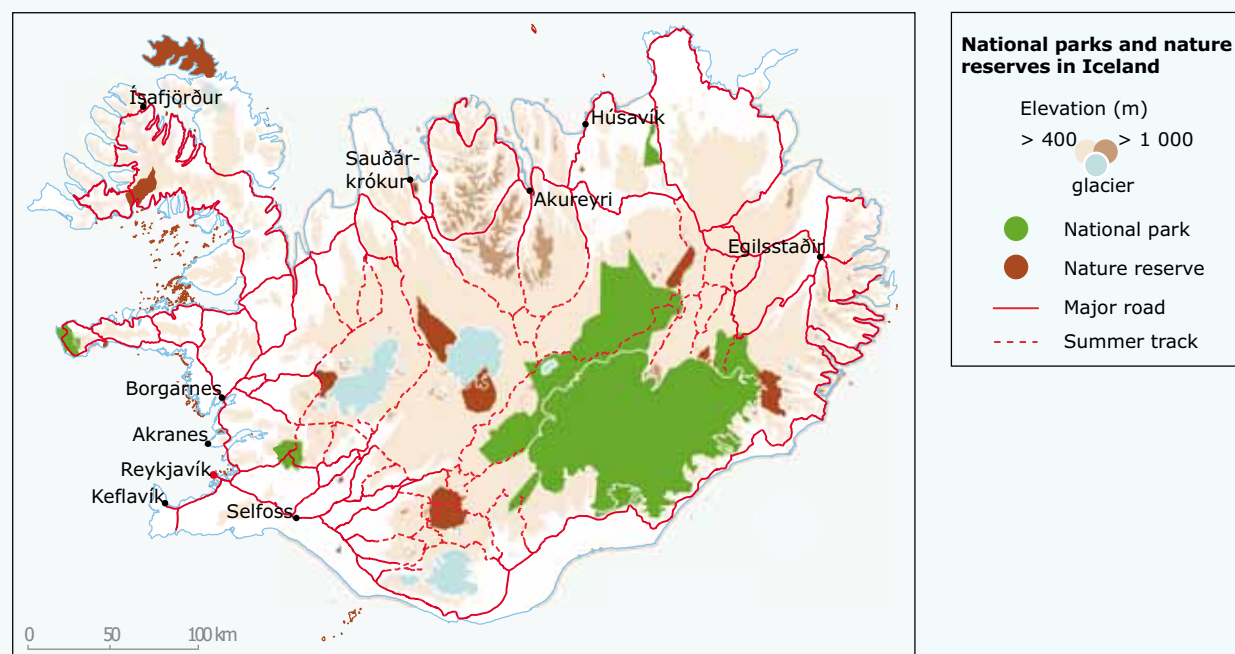 Ísafjörður
Húsavík
Sauðár-
krókur
Akureyri
Egilsstaðir
Borgarnes
Akranes
Reykjavík
Keflavík
Selfoss
0 50 100 km
National parks and nature
reserves in Iceland
Elevation (m)
> 400 > 1 000
glacier
National park
Nature reserve
Major road
Summer track